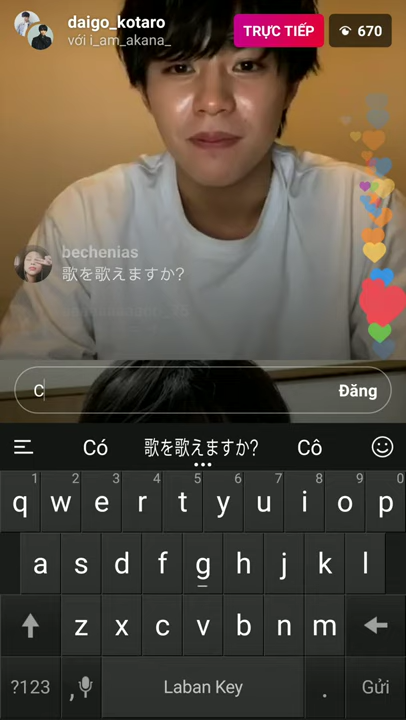 daigo_kotaro
với i_am_akana_
TRỰC TIẾP
670
bechenias
歌を歌えますか?
C
Đăng
Có
歌を歌えますか?
Cô
1 2 3 4 5 6 7 8 9 0
q w e r t y u i o p
a s d f g h j k l
z x c v b n m
?123
,
Laban Key
.
Gửi